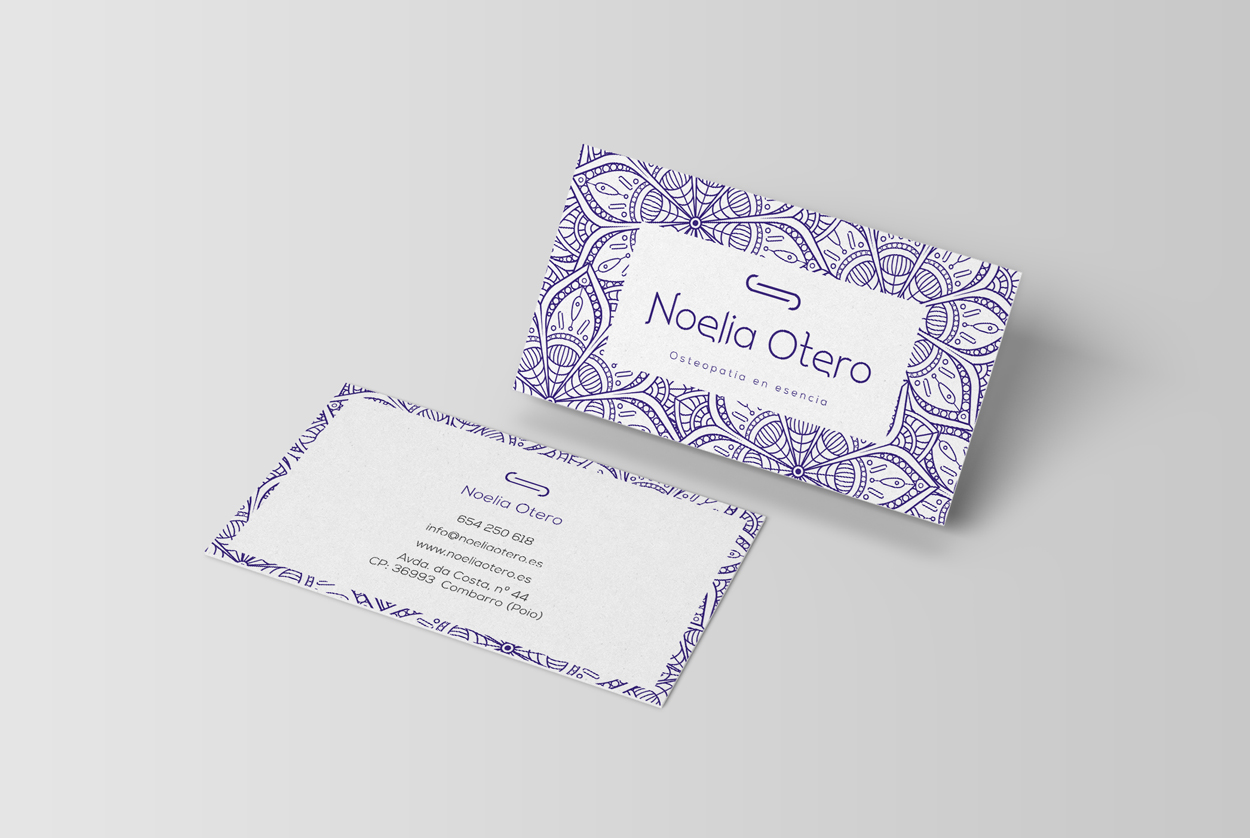 Noelia Otero
Osteopatía en esencia
Noelia Otero
654 250 618
info@noeliaotero.es
www.noeliaotero.es
Avda. da Costa, nº 44
CP: 36993 Combarro (Poio)